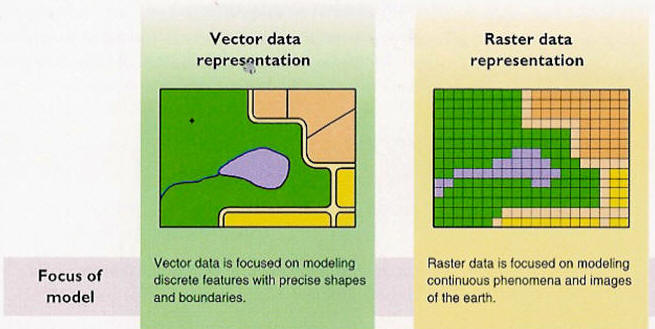 Vector data
representation
Raster data
representation
Focus of
model
Vector data is focused on modeling
discrete features with precise shapes
and boundaries.
Raster data is focused on modeling
continuous phenomena and images
of the earth.